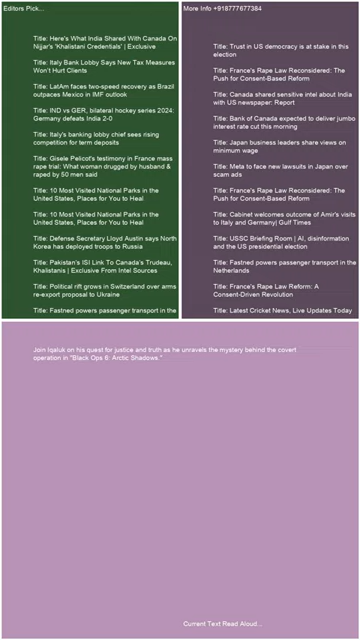 Editors Pick...
Title: Here's What India Shared With Canada On
Nijjar's 'Khalistani Credentials' | Exclusive
Title: Italy Bank Lobby Says New Tax Measures
Won't Hurt Clients
Title: LatAm faces two-speed recovery as Brazil
outpaces Mexico in IMF outlook
Title: IND vs GER, bilateral hockey series 2024:
Germany defeats India 2-0
Title: Italy's banking lobby chief sees rising
competition for term deposits
Title: Gisele Pelicot's testimony in France mass
rape trial: What woman drugged by husband &
raped by 50 men said
Title: 10 Most Visited National Parks in the
United States, Places for You to Heal
Title: 10 Most Visited National Parks in the
United States, Places for You to Heal
Title: Defense Secretary Lloyd Austin says North
Korea has deployed troops to Russia
Title: Pakistan's ISI Link To Canada's Trudeau,
Khalistanis | Exclusive From Intel Sources
Title: Political rift grows in Switzerland over arms
re-export proposal to Ukraine
Title: Fastned powers passenger transport in the
More Info +918777677384
Title: Trust in US democracy is at stake in this
election
Title: France's Rape Law Reconsidered: The
Push for Consent-Based Reform
Title: Canada shared sensitive intel about India
with US newspaper: Report
Title: Bank of Canada expected to deliver jumbo
interest rate cut this morning
Title: Japan business leaders share views on
minimum wage
Title: Meta to face new lawsuits in Japan over
scam ads
Title: France's Rape Law Reconsidered: The
Push for Consent-Based Reform
Title: Cabinet welcomes outcome of Amir's visits
to Italy and Germany| Gulf Times
Title: USSC Briefing Room | AI, disinformation
and the US presidential election
Title: Fastned powers passenger transport in the
Netherlands
Title: France's Rape Law Reform: A
Consent-Driven Revolution
Title: Latest Cricket News, Live Updates Today
Join Iqaluk on his quest for justice and truth as he unravels the mystery behind the covert
operation in "Black Ops 6: Arctic Shadows."
Current Text Read Aloud...